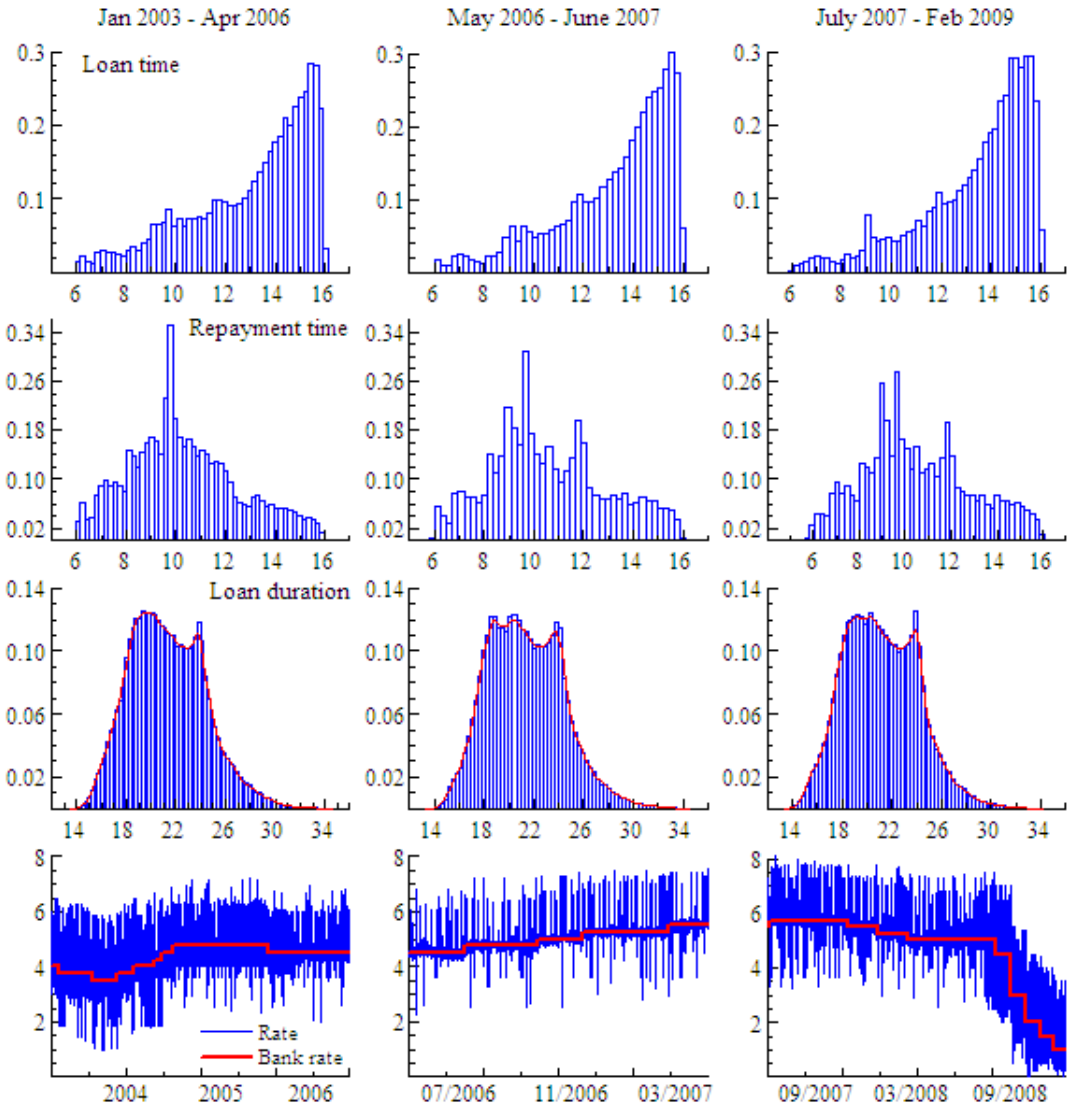 Jan 2003 - Apr 2006 May 2006 - June 2007 July 2007 - Feb 2009
0.3 0.3 0.3
Loan time
0.2 0.2 0.2
0.1 0.1 0.1
6 8 10 12 14 16 6 8 10 12 14 16 6 8 10 12 14 16
Repayment time
0.34 0.34 0.34
0.26 0.26 0.26
0.18 0.18 0.18
0.10 0.10 0.10
0.02 0.02 0.02
6 8 10 12 14 16 6 8 10 12 14 16 6 8 10 12 14 16
0.14 Loan duration 0.14 0.14
0.10 0.10 0.10
0.06 0.06 0.06
0.02 0.02 0.02
14 18 22 26 30 34 14 18 22 26 30 34 14 18 22 26 30 34
8 8 8
6 6 6
4 4 4
2 2 2
Rate
Bank rate
2004 2005 2006 07/2006 11/2006 03/2007 09/2007 03/2008 09/2008